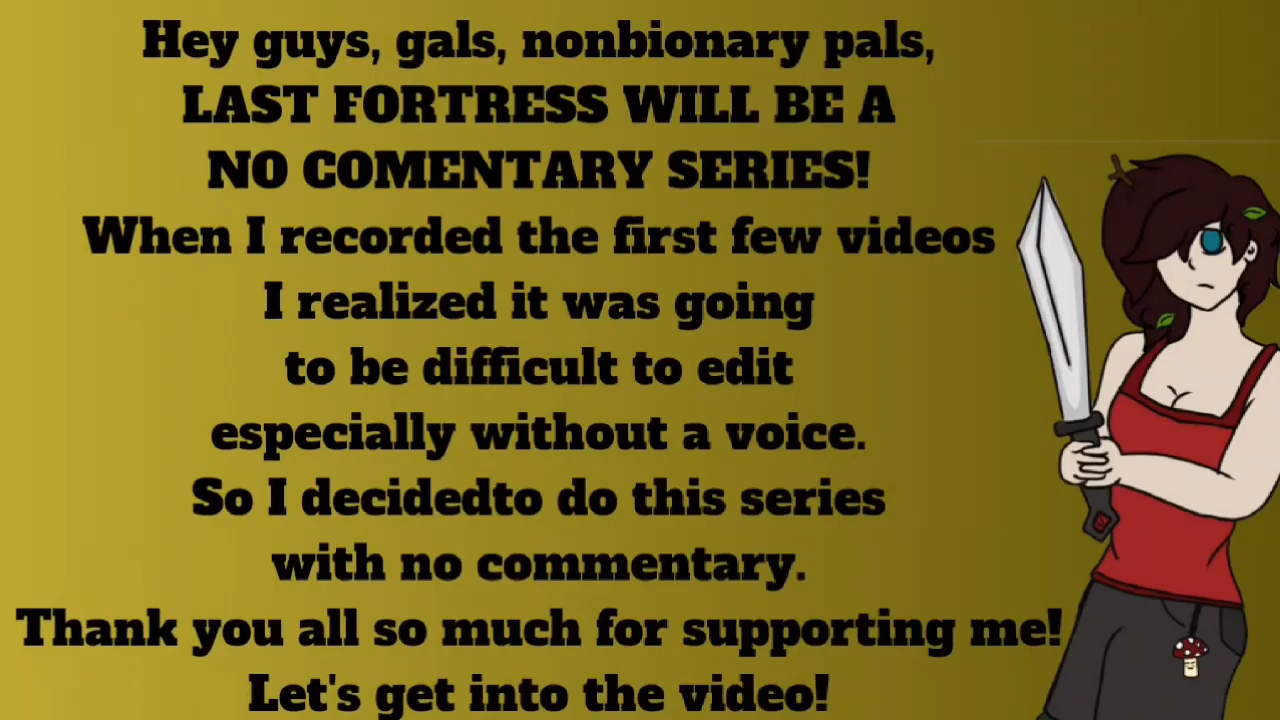 Hey guys, gals, nonbionary pals,
LAST FORTRESS WILL BE A
NO COMENTARY SERIES!
When I recorded the first few videos
I realized it was going
to be difficult to edit
especially without a voice.
So I decidedto do this series
with no commentary.
Thank you all so much for supporting me!
Let's get into the video!